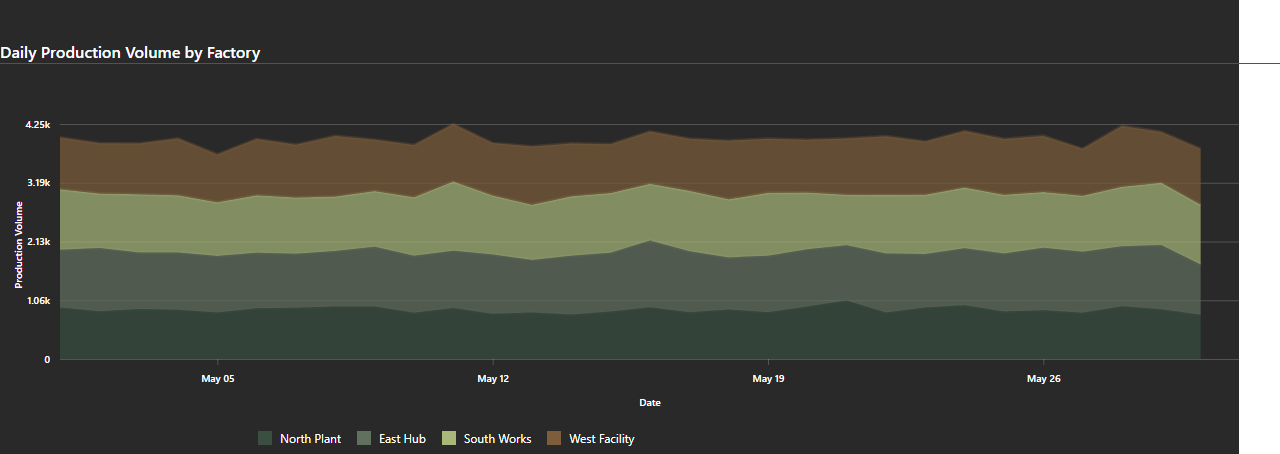 Daily Production Volume by Factory
4.25k
3.19k
2.13k
1.06k
0
Production Volume
May 05
May 12
May 19
May 26
Date
North Plant
East Hub
South Works
West Facility